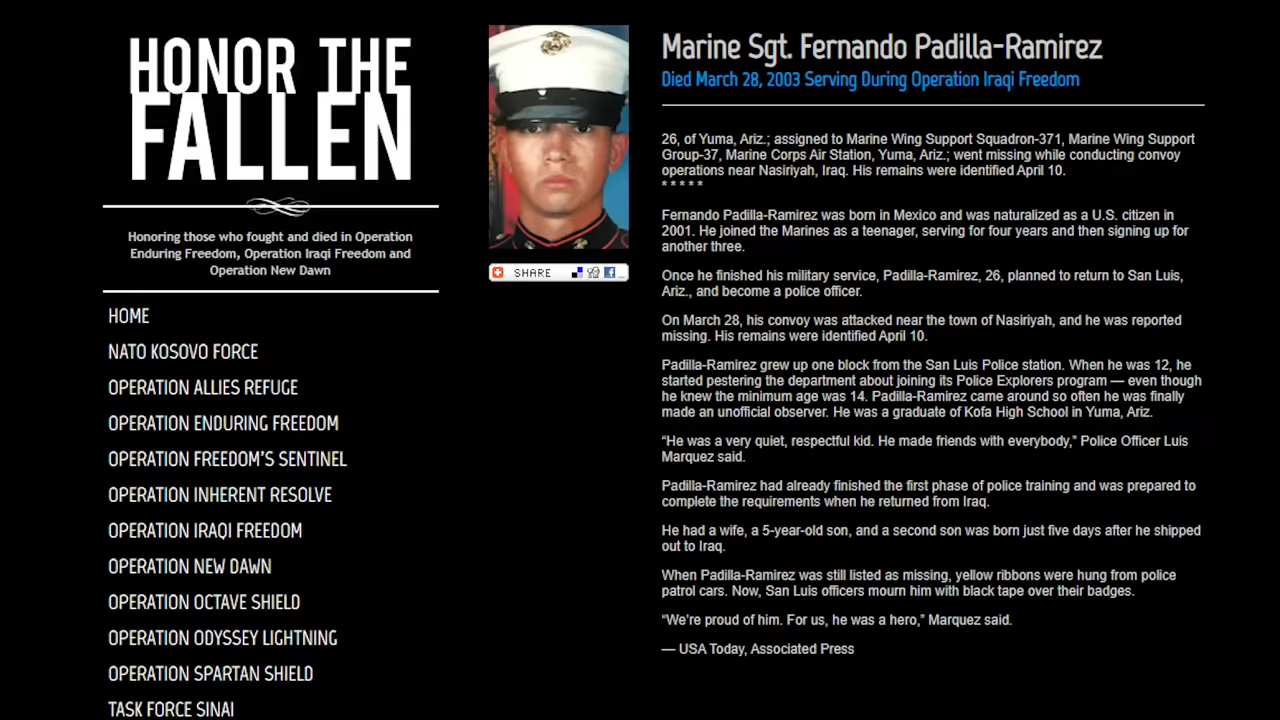 HONOR THE
FALLEN
Honoring those who fought and died in Operation
Enduring Freedom, Operation Iraqi Freedom and
Operation New Dawn
HOME
NATO KOSOVO FORCE
OPERATION ALLIES REFUGE
OPERATION ENDURING FREEDOM
OPERATION FREEDOM'S SENTINEL
OPERATION INHERENT RESOLVE
OPERATION IRAQI FREEDOM
OPERATION NEW DAWN
OPERATION OCTAVE SHIELD
OPERATION ODYSSEY LIGHTNING
OPERATION SPARTAN SHIELD
TASK FORCE SINAI
SHARE ...
Marine Sgt. Fernando Padilla-Ramirez
Died March 28, 2003 Serving During Operation Iraqi Freedom
26, of Yuma, Ariz.; assigned to Marine Wing Support Squadron-371, Marine Wing Support
Group-37, Marine Corps Air Station, Yuma, Ariz.; went missing while conducting convoy
operations near Nasiriyah, Iraq. His remains were identified April 10.
* * * * *
Fernando Padilla-Ramirez was born in Mexico and was naturalized as a U.S. citizen in
2001. He joined the Marines as a teenager, serving for four years and then signing up for
another three.
Once he finished his military service, Padilla-Ramirez, 26, planned to return to San Luis,
Ariz., and become a police officer.
On March 28, his convoy was attacked near the town of Nasiriyah, and he was reported
missing. His remains were identified April 10.
Padilla-Ramirez grew up one block from the San Luis Police station. When he was 12, he
started pestering the department about joining its Police Explorers program — even though
he knew the minimum age was 14. Padilla-Ramirez came around so often he was finally
made an unofficial observer. He was a graduate of Kofa High School in Yuma, Ariz.
“He was a very quiet, respectful kid. He made friends with everybody,” Police Officer Luis
Marquez said.
Padilla-Ramirez had already finished the first phase of police training and was prepared to
complete the requirements when he returned from Iraq.
He had a wife, a 5-year-old son, and a second son was born just five days after he shipped
out to Iraq.
When Padilla-Ramirez was still listed as missing, yellow ribbons were hung from police
patrol cars. Now, San Luis officers mourn him with black tape over their badges.
“We’re proud of him. For us, he was a hero,” Marquez said.
— USA Today, Associated Press